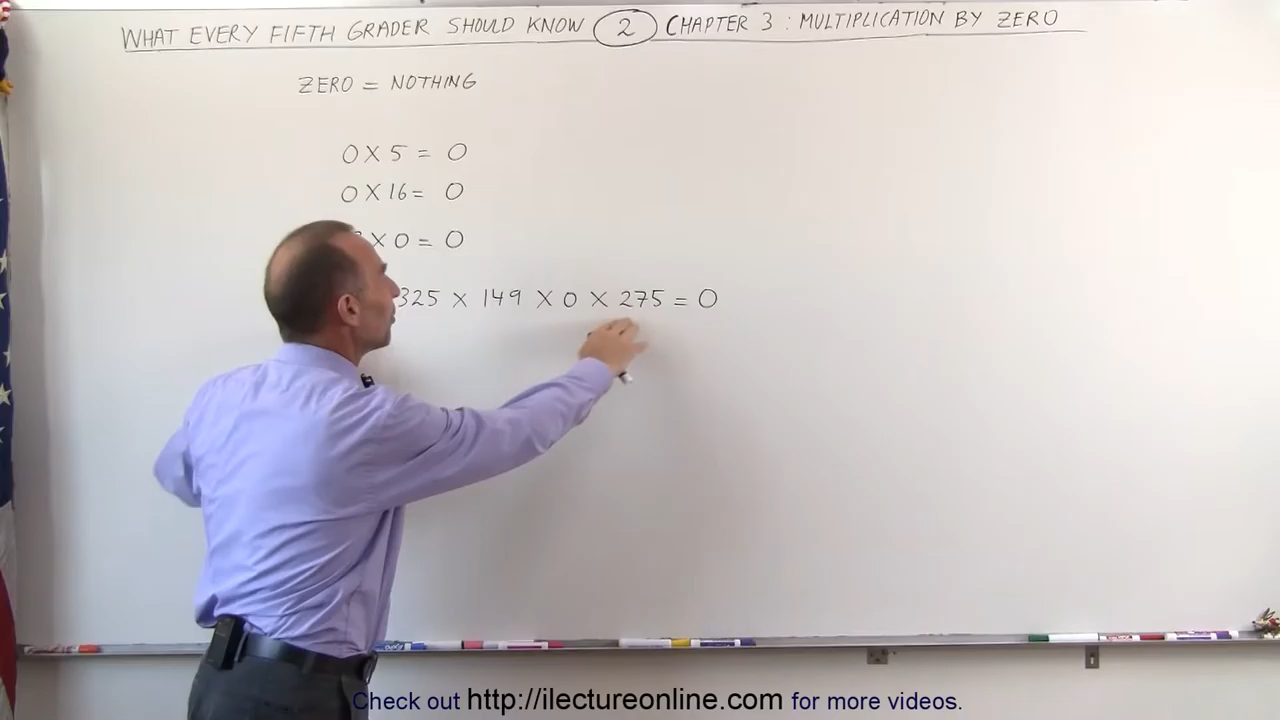 WHAT EVERY FIFTH GRADER SHOULD KNOW 2 CHAPTER 3 : MULTIPLICATION BY ZERO
ZERO = NOTHING
0 X 5 = 0
0 X 16 = 0
X 0 = 0
325 X 149 X 0 X 275 = 0
Check out http://ilectureonline.com for more videos.